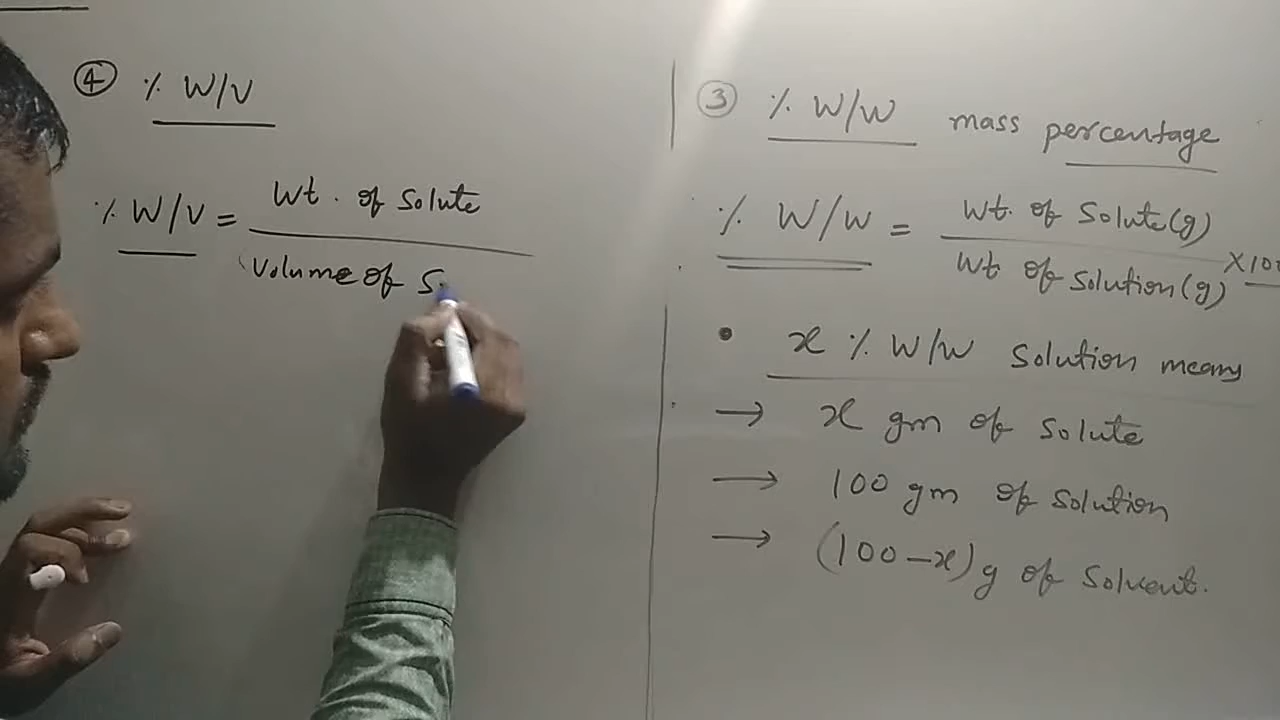 ④ % W/V
% W/V = Wt. of Solute
Volume of S
③ % W/W mass percentage
% W/W = Wt. of Solute(g)
Wt of Solution(g) ×100
• x % W/W Solution means
→ x gm of Solute
→ 100 gm of Solution
→ (100-x)g of Solvent.